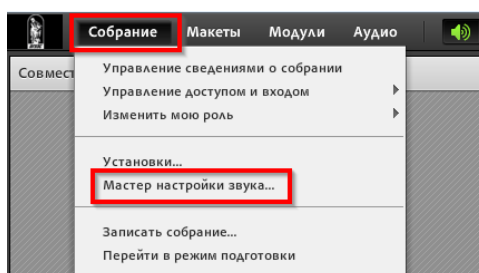 Собрание Макеты Модули Аудио
Совмест
Управление сведениями о собрании
Управление доступом и входом
Изменить мою роль
Установки...
Мастер настройки звука...
Записать собрание...
Перейти в режим подготовки